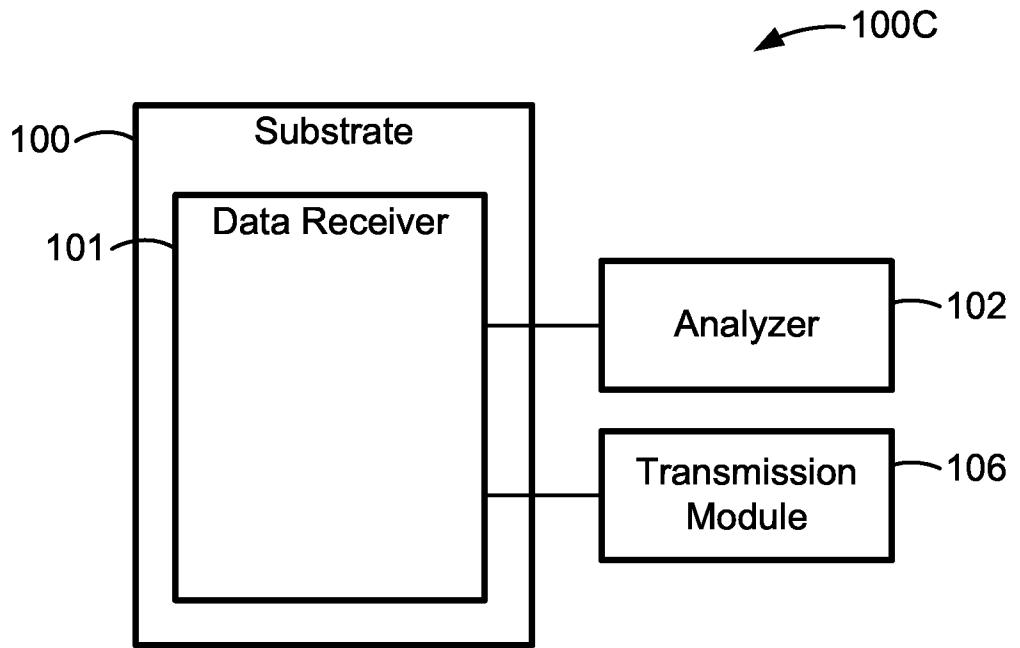 100C
100
Substrate
Data Receiver
101
Analyzer
102
Transmission
Module
106